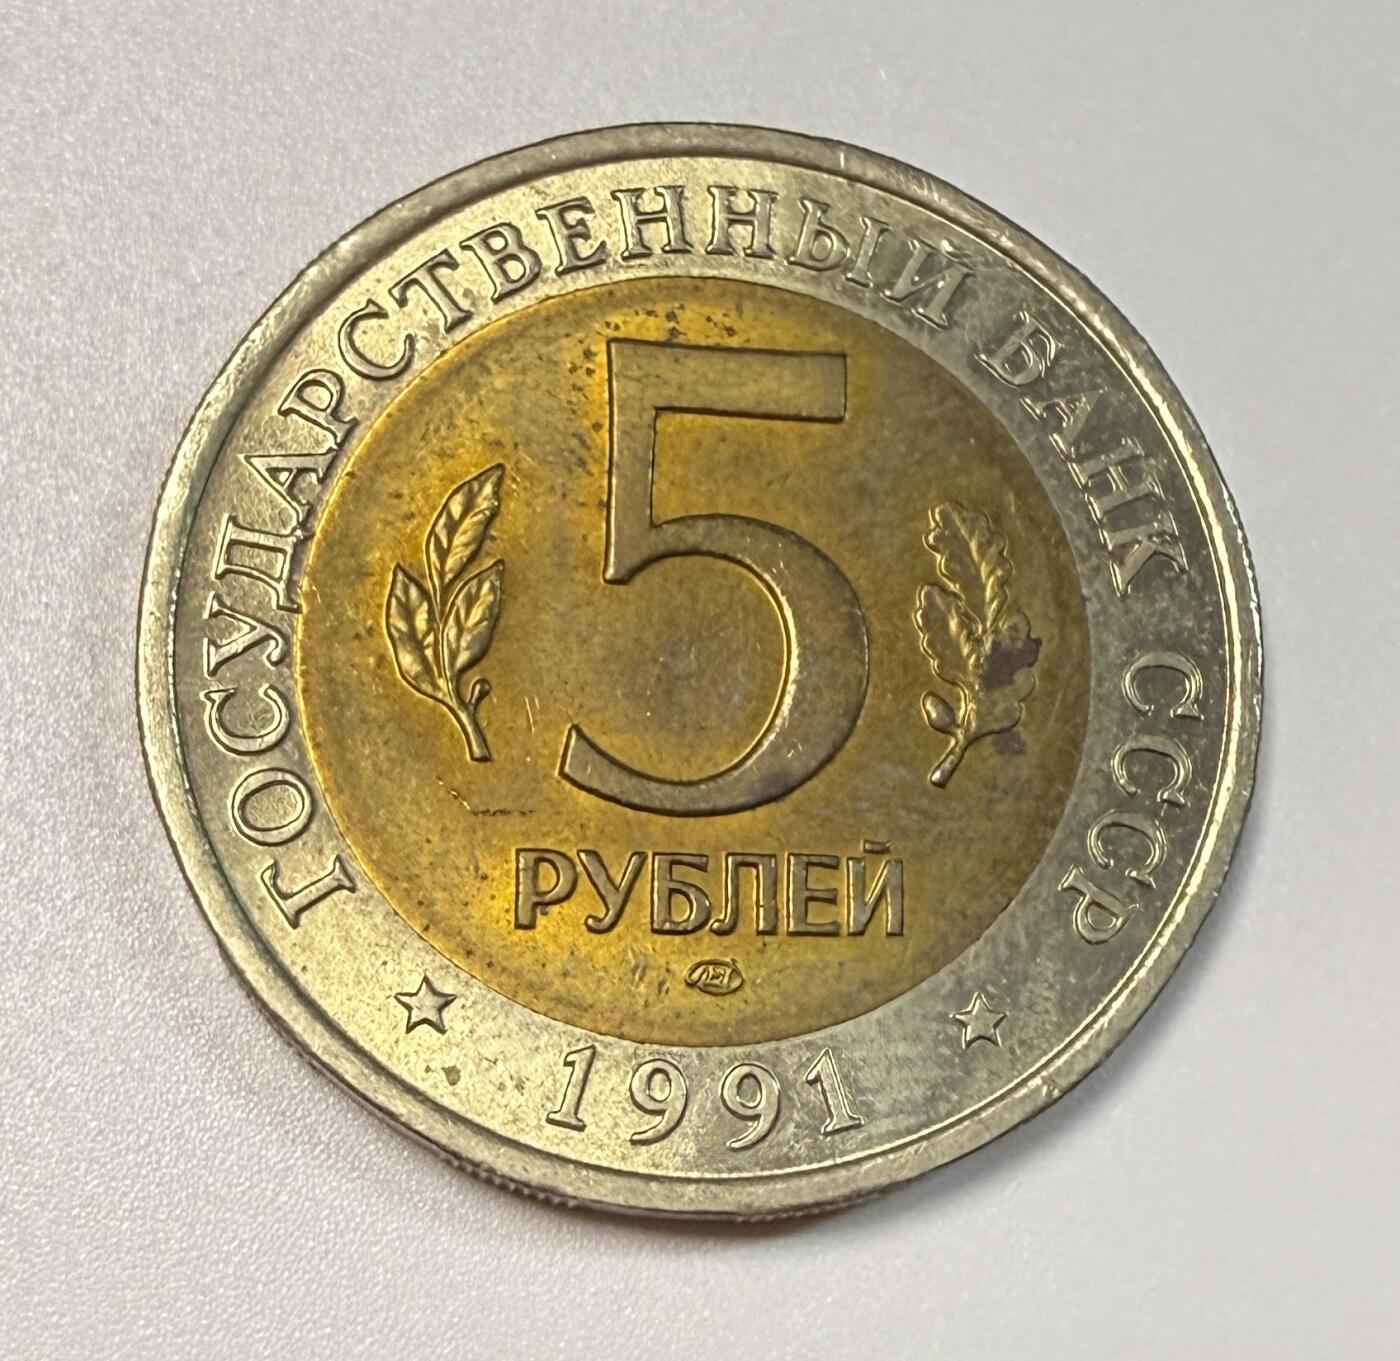 ГОСУДАРСТВЕННЫЙ БАНК СССР
5
РУБЛЕЙ
ЛМД
1991